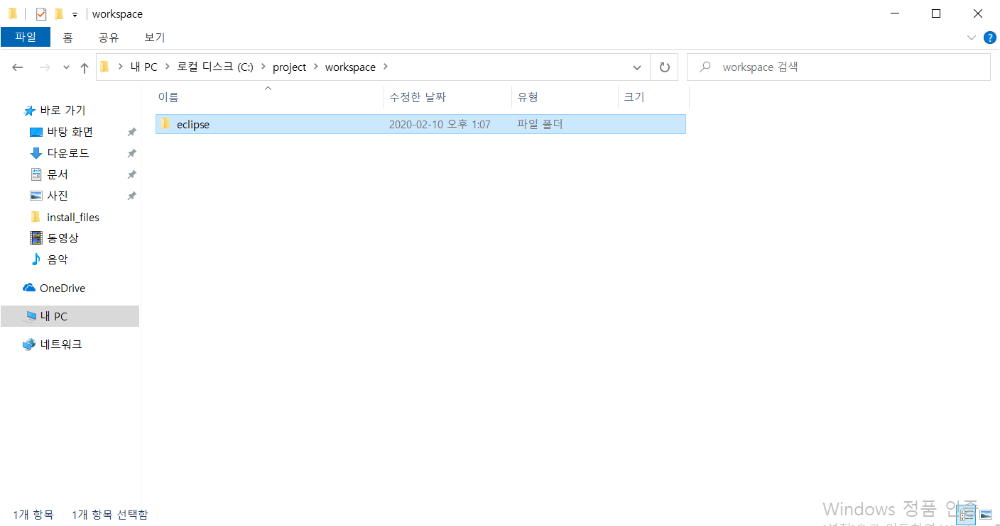 workspace
파일 홈 공유 보기
내 PC 로컬 디스크 (C:) project workspace workspace 검색
이름 수정한 날짜 유형 크기
eclipse 2020-02-10 오후 1:07 파일 폴더
바로 가기
바탕 화면
다운로드
문서
사진
install_files
동영상
음악
OneDrive
내 PC
네트워크
1개 항목 1개 항목 선택함
Windows 정품 인증